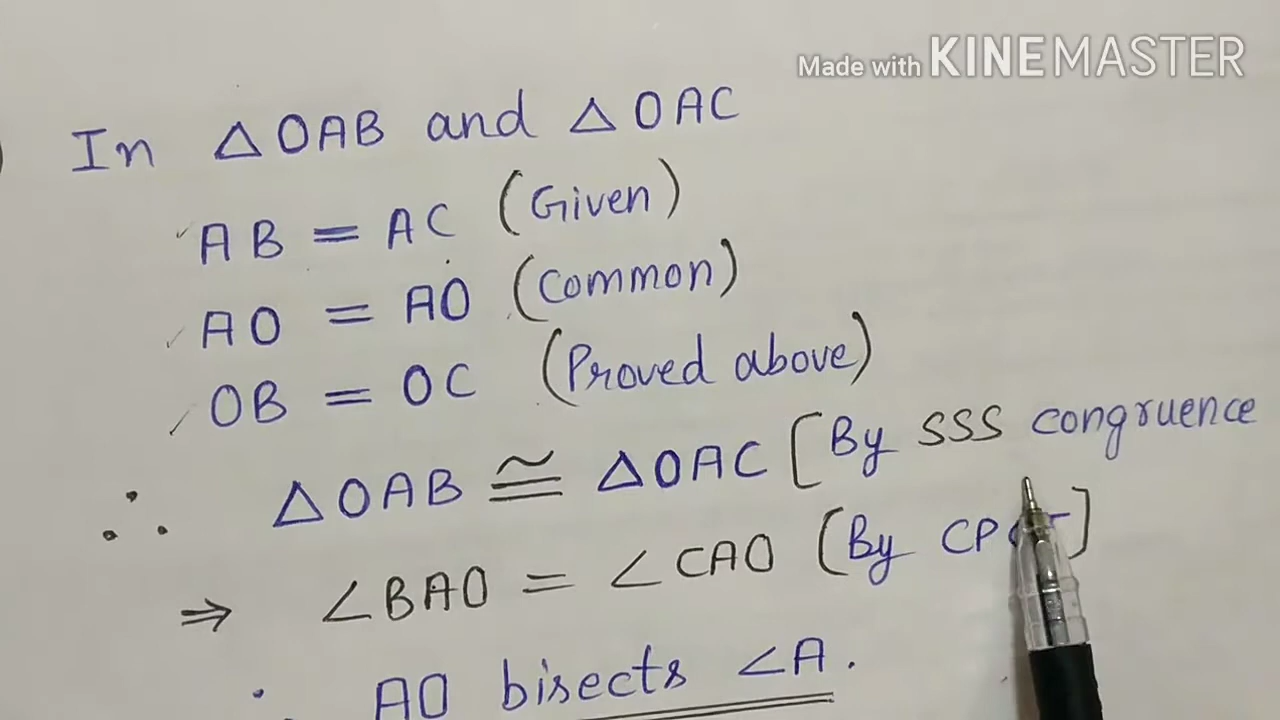 Made with KINEMASTER
In △OAB and △OAC
AB = AC (Given)
AO = AO (Common)
OB = OC (Proved above)
∴ △OAB ≅ △OAC [By SSS congruence
⇒ ∠BAO = ∠CAO (By ]
AO bisects ∠A.